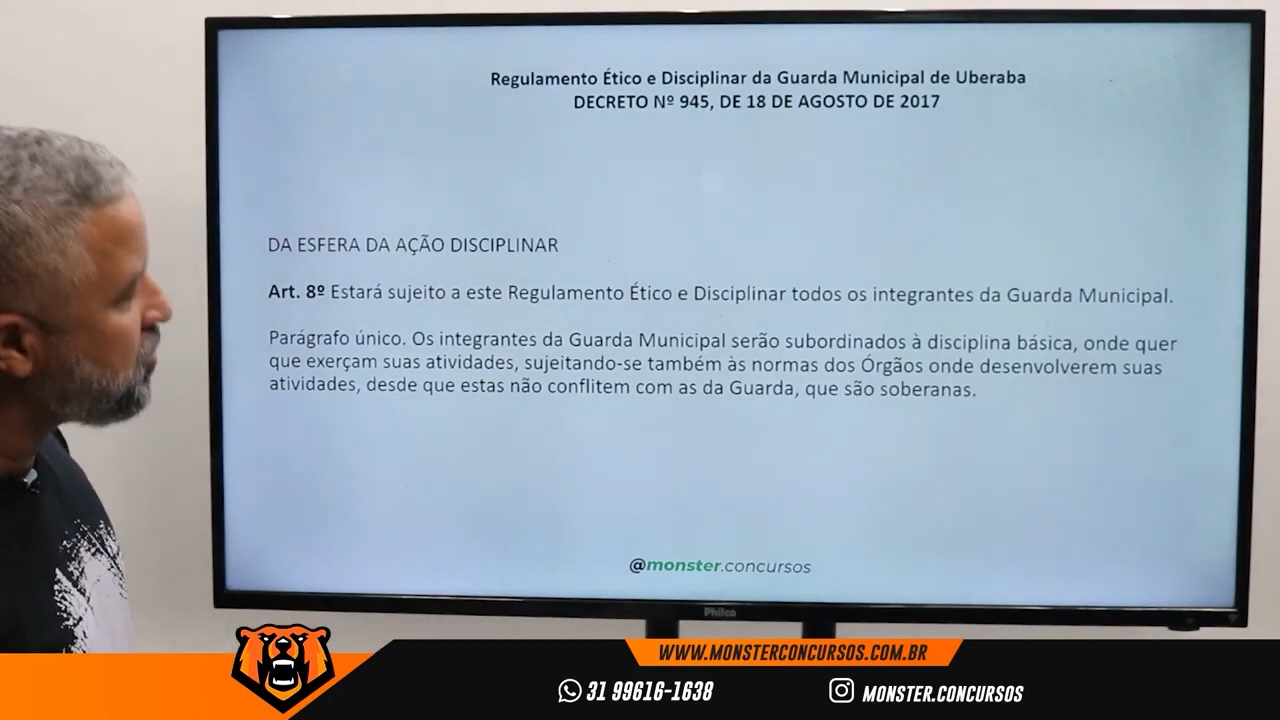 Regulamento Ético e Disciplinar da Guarda Municipal de Uberaba
DECRETO Nº 945, DE 18 DE AGOSTO DE 2017
DA ESFERA DA AÇÃO DISCIPLINAR
Art. 8º Estará sujeito a este Regulamento Ético e Disciplinar todos os integrantes da Guarda Municipal.
Parágrafo único. Os integrantes da Guarda Municipal serão subordinados à disciplina básica, onde quer
que exerçam suas atividades, sujeitando-se também às normas dos Órgãos onde desenvolverem suas
atividades, desde que estas não conflitem com as da Guarda, que são soberanas.
@monster.concursos
Philco
WWW.MONSTERCONCURSOS.COM.BR
31 99616-1638
MONSTER.CONCURSOS